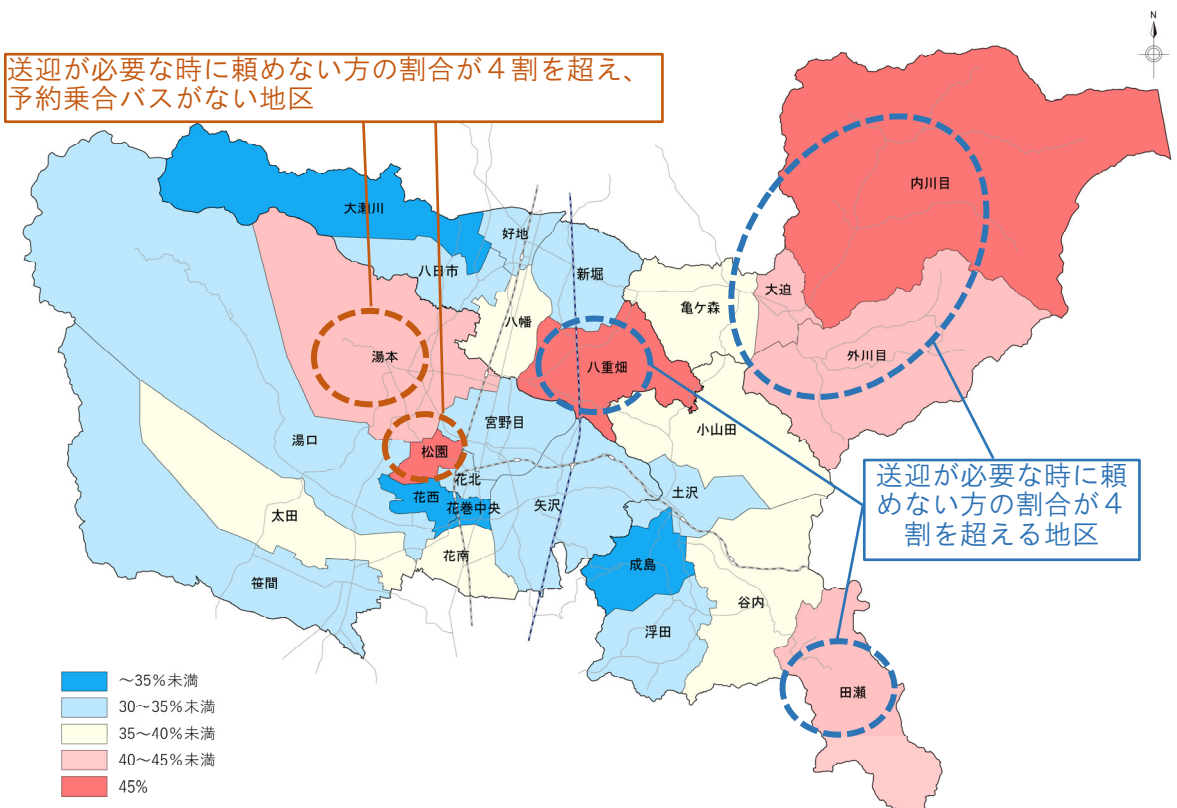 N
送迎が必要な時に頼めない方の割合が４割を超え、
予約乗合バスがない地区
内川目
大瀬川
好地
八日市
新堀
大迫
亀ケ森
八幡
外川目
湯本
八重畑
宮野目
小山田
湯口
松園
花北
土沢
花西
花巻中央
矢沢
太田
花南
成島
笹間
谷内
浮田
田瀬
送迎が必要な時に頼
めない方の割合が４
割を超える地区
～35%未満
30～35%未満
35～40%未満
40～45%未満
45%